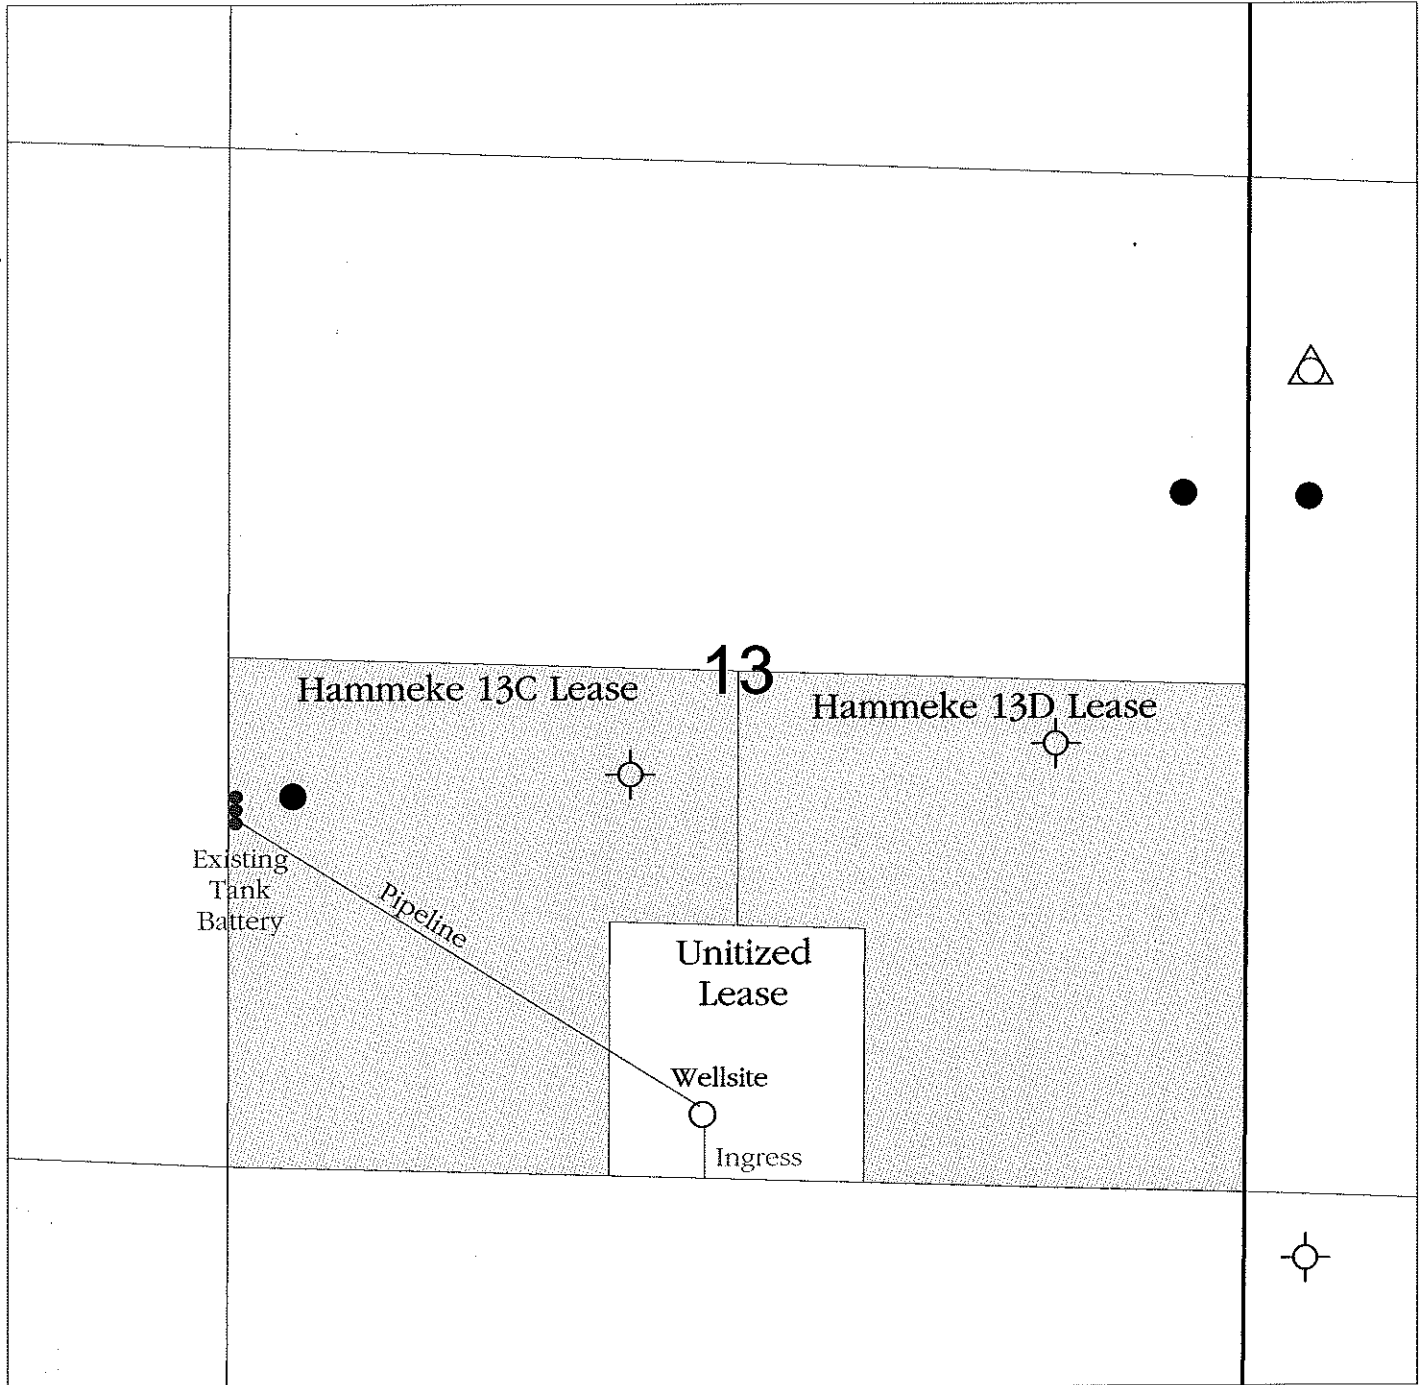 13
Hammeke 13C Lease
Hammeke 13D Lease
Existing
Tank
Battery
Pipeline
Unitized
Lease
Wellsite
Ingress